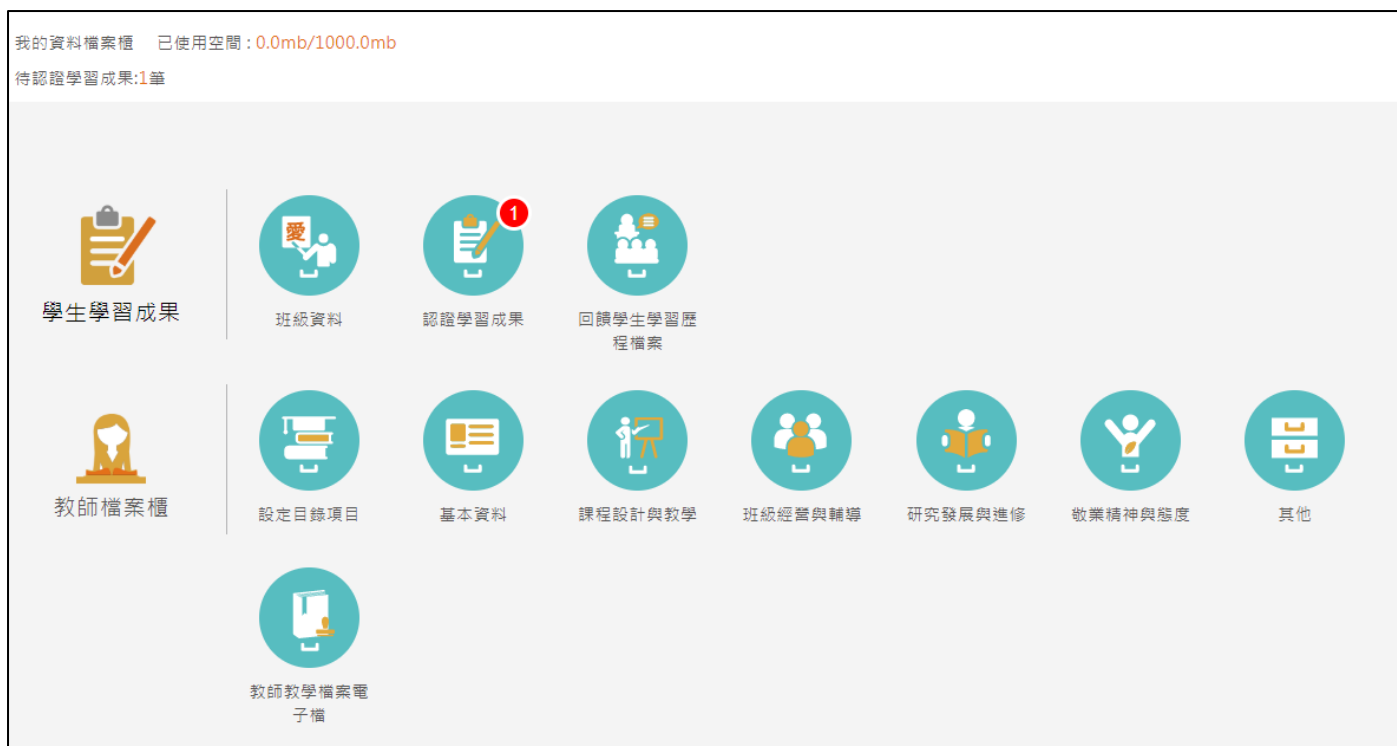 我的資料檔案櫃 已使用空間 : 0.0mb/1000.0mb
待認證學習成果:1筆
愛
1
學生學習成果
班級資料
認證學習成果
回饋學生學習歷
程檔案
教師檔案櫃
設定目錄項目
基本資料
課程設計與教學
班級經營與輔導
研究發展與進修
敬業精神與態度
其他
教師教學檔案電
子檔